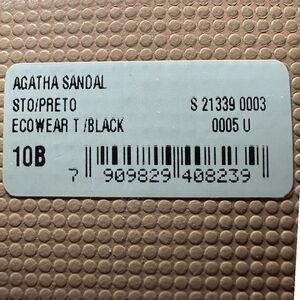 AGATHA SANDAL
STO/PRETO S 21339 0003
ECOWEAR T /BLACK 0005 U
10B
7 909829 408239